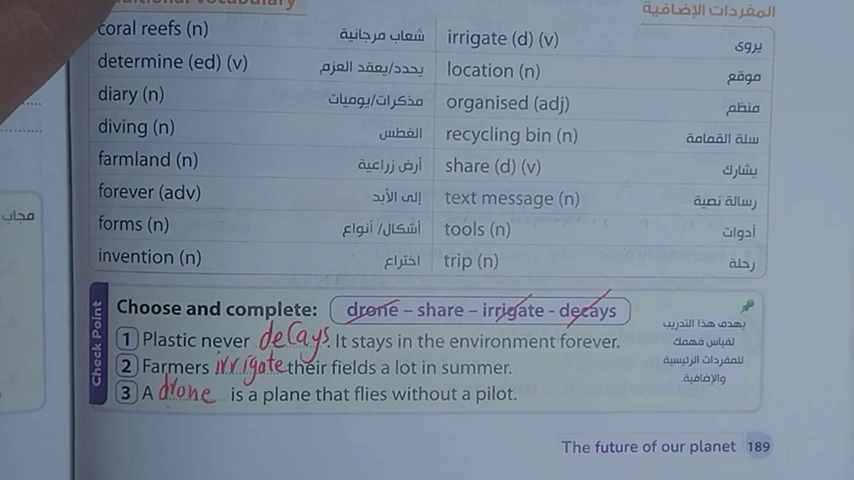 المفردات الإضافية
coral reefs (n) شعاب مرجانية irrigate (d) (v) يروى
determine (ed) (v) يحدد/يعقد العزم location (n) موقع
diary (n) مذكرات/يوميات organised (adj) منظم
diving (n) الغطس recycling bin (n) سلة القمامة
farmland (n) أرض زراعية share (d) (v) يشارك
forever (adv) إلى الأبد text message (n) رسالة نصية
forms (n) أشكال/ أنواع tools (n) أدوات
invention (n) اختراع trip (n) رحلة
Check Point
Choose and complete: drone – share – irrigate - decays
1 Plastic never decays. It stays in the environment forever.
2 Farmers irrigate their fields a lot in summer.
3 A drone is a plane that flies without a pilot.
يهدف هذا التدريب
لقياس فهمك
للمفردات الرئيسية
والإضافية.
The future of our planet 189